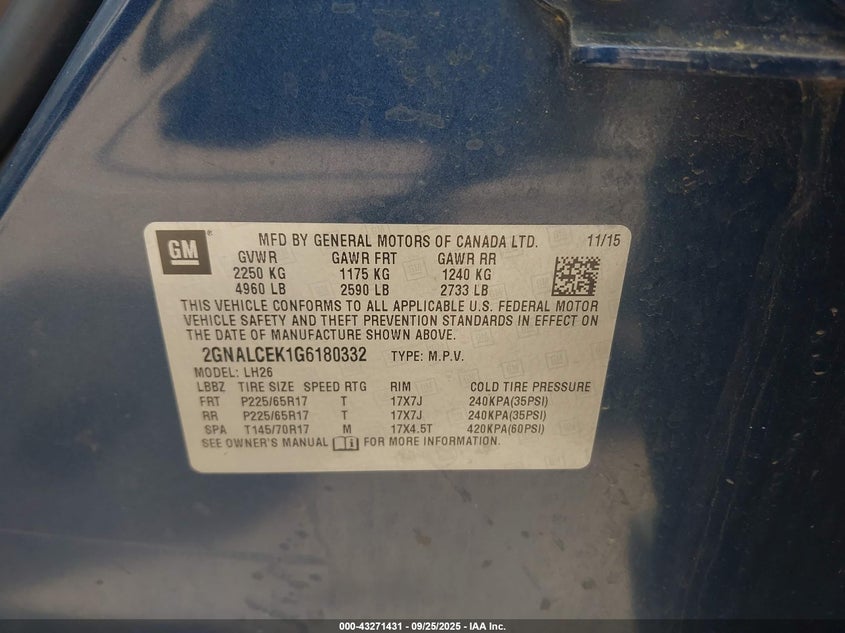 GM ® MFD BY GENERAL MOTORS OF CANADA LTD. 11/15
GVWR GAWR FRT GAWR RR
2250 KG 1175 KG 1240 KG
4960 LB 2590 LB 2733 LB
THIS VEHICLE CONFORMS TO ALL APPLICABLE U.S. FEDERAL MOTOR
VEHICLE SAFETY AND THEFT PREVENTION STANDARDS IN EFFECT ON
THE DATE OF MANUFACTURE SHOWN ABOVE.
2GNALCEK1G6180332 TYPE: M.P.V.
MODEL: LH26
LBBZ TIRE SIZE SPEED RTG RIM COLD TIRE PRESSURE
FRT P225/65R17 T 17X7J 240KPA(35PSI)
RR P225/65R17 T 17X7J 240KPA(35PSI)
SPA T145/70R17 M 17X4.5T 420KPA(60PSI)
SEE OWNER'S MANUAL FOR MORE INFORMATION.
000-43271431 - 09/25/2025 - IAA Inc.